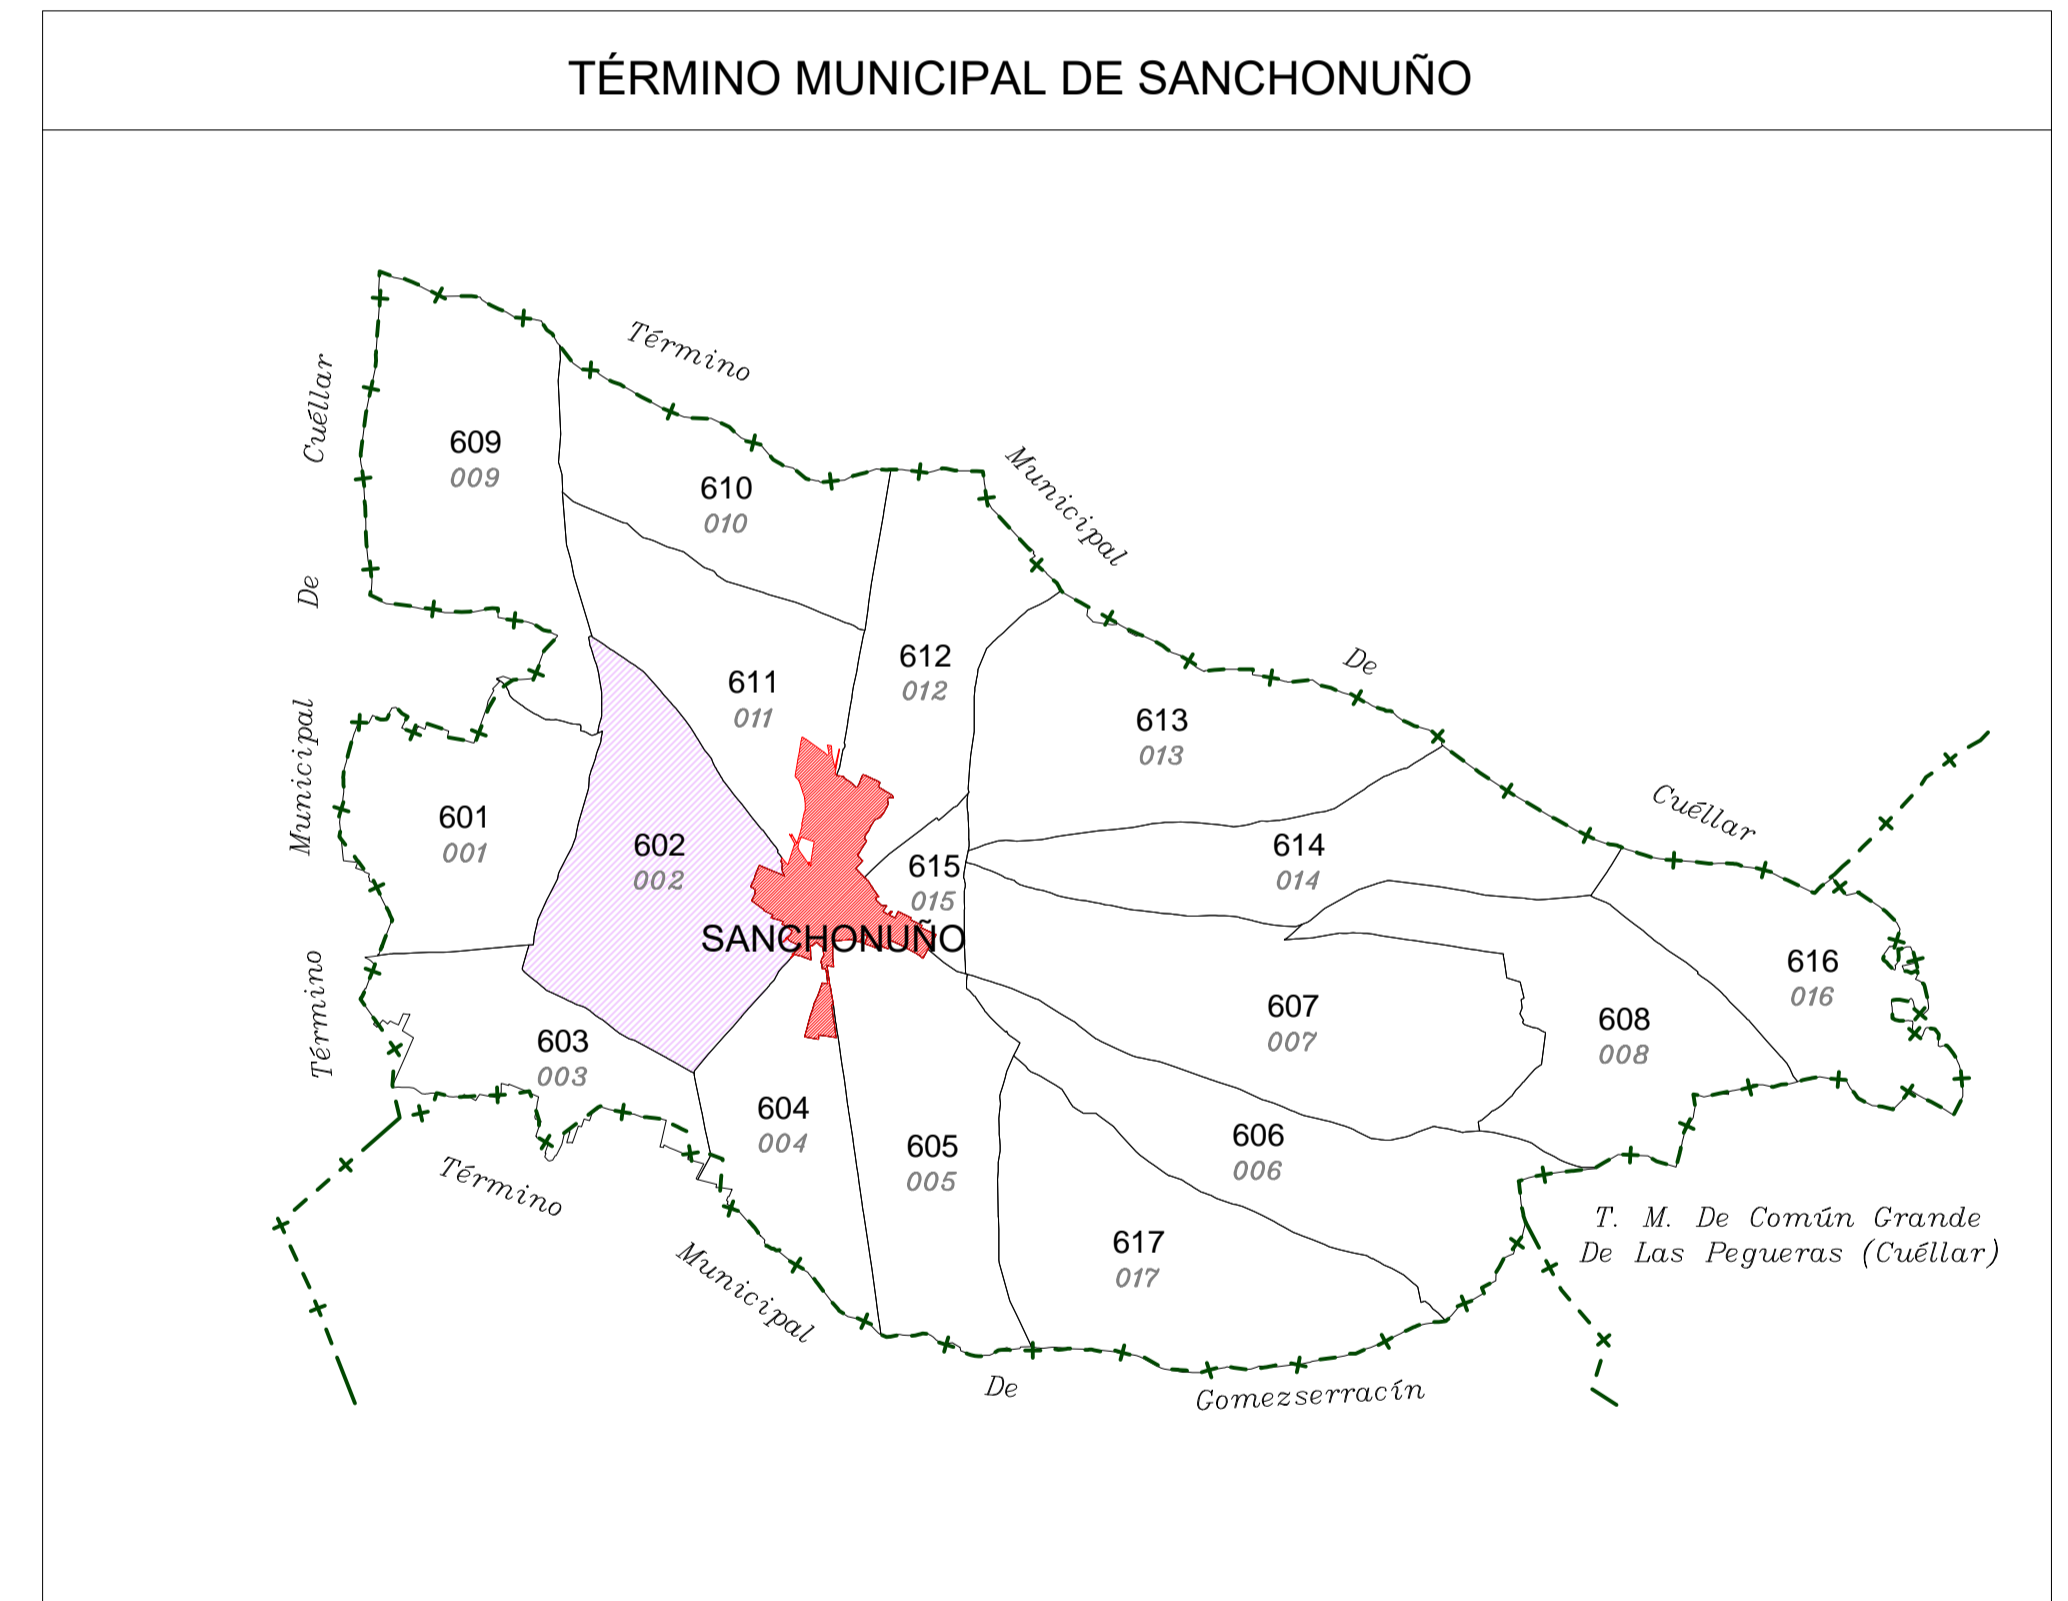 TÉRMINO MUNICIPAL DE SANCHONUÑO
Término
Municipal
De
Cuéllar
Término Municipal De Cuéllar
609
009
610
010
611
011
612
012
613
013
601
001
602
002
615
015
614
014
SANCHONUÑO
616
016
607
007
608
008
603
003
604
004
605
005
606
006
617
017
T. M. De Común Grande
De Las Pegueras (Cuéllar)
Término
Municipal
De
Gomezserracín